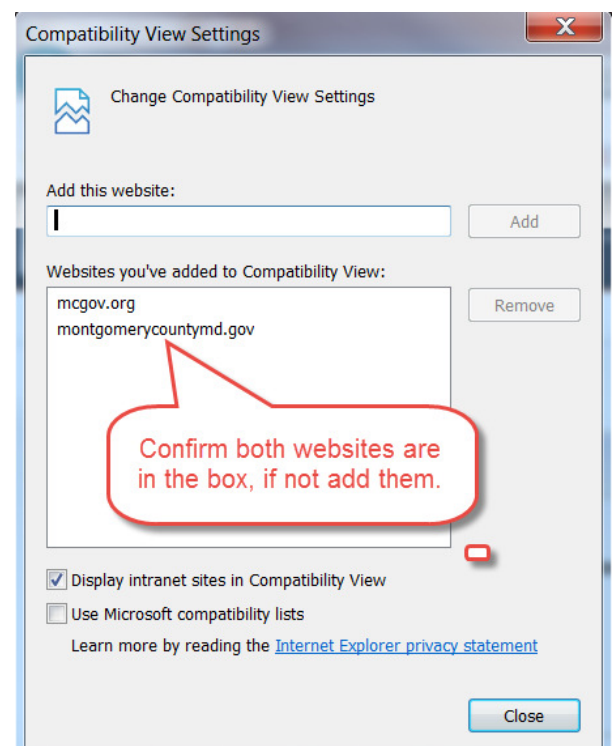 Compatibility View Settings
X
Change Compatibility View Settings
Add this website:
Add
Websites you've added to Compatibility View:
mcgov.org
Remove
montgomerycountymd.gov
Confirm both websites are
in the box, if not add them.
Display intranet sites in Compatibility View
Use Microsoft compatibility lists
Learn more by reading the Internet Explorer privacy statement
Close